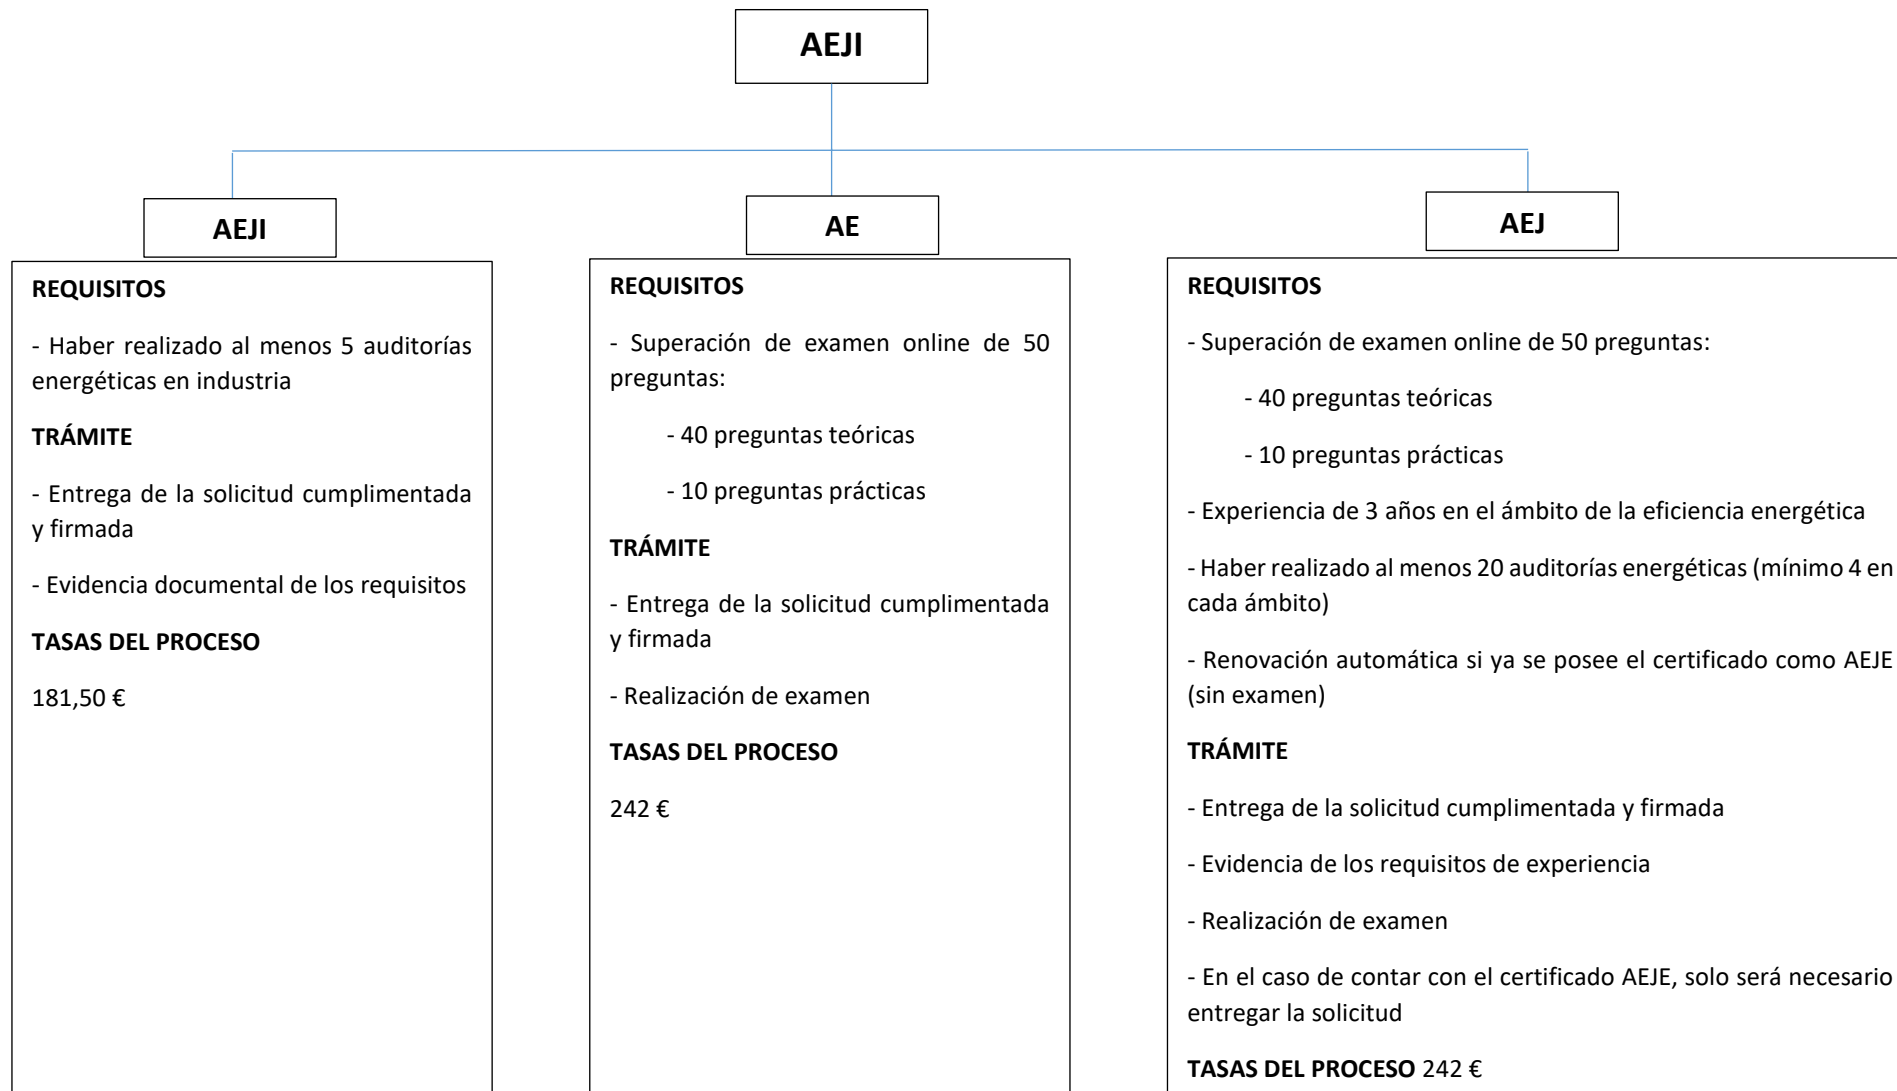 AEJI
AEJI
REQUISITOS
- Haber realizado al menos 5 auditorías
energéticas en industria
TRÁMITE
- Entrega de la solicitud cumplimentada
y firmada
- Evidencia documental de los requisitos
TASAS DEL PROCESO
181,50 €
AE
REQUISITOS
- Superación de examen online de 50
preguntas:
- 40 preguntas teóricas
- 10 preguntas prácticas
TRÁMITE
- Entrega de la solicitud cumplimentada
y firmada
- Realización de examen
TASAS DEL PROCESO
242 €
AEJ
REQUISITOS
- Superación de examen online de 50 preguntas:
- 40 preguntas teóricas
- 10 preguntas prácticas
- Experiencia de 3 años en el ámbito de la eficiencia energética
- Haber realizado al menos 20 auditorías energéticas (mínimo 4 en
cada ámbito)
- Renovación automática si ya se posee el certificado como AEJE
(sin examen)
TRÁMITE
- Entrega de la solicitud cumplimentada y firmada
- Evidencia de los requisitos de experiencia
- Realización de examen
- En el caso de contar con el certificado AEJE, solo será necesario
entregar la solicitud
TASAS DEL PROCESO 242 €